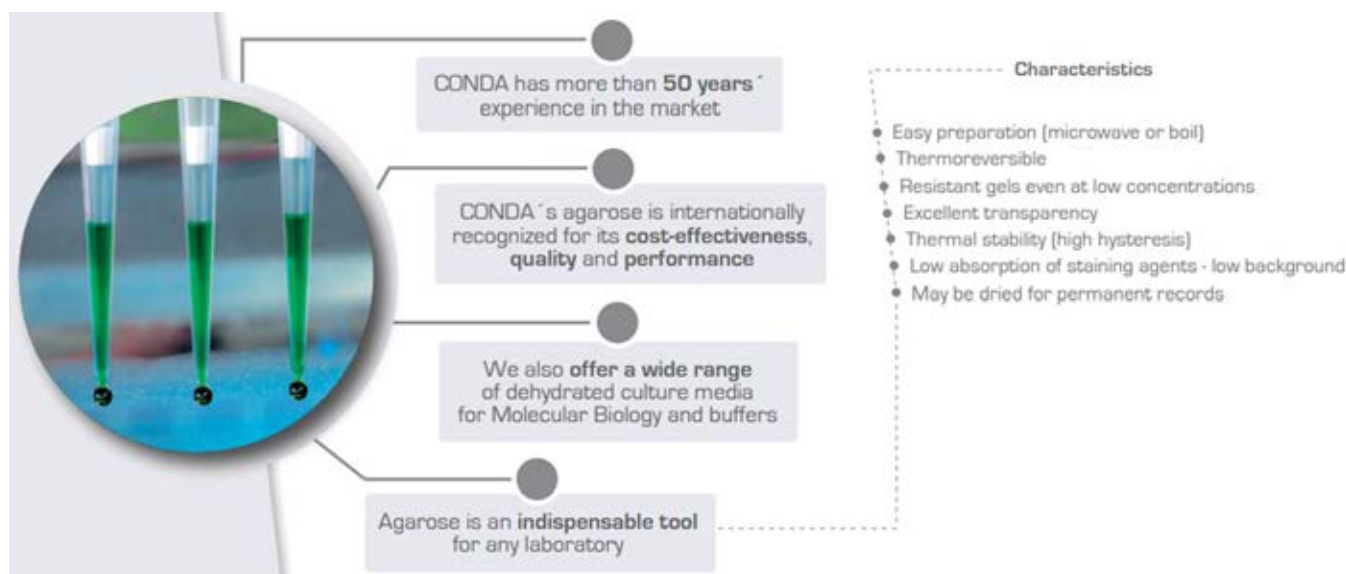 CONDA has more than 50 years´
experience in the market
CONDA´s agarose is internationally
recognized for its cost-effectiveness,
quality and performance
We also offer a wide range
of dehydrated culture media
for Molecular Biology and buffers
Agarose is an indispensable tool
for any laboratory
Characteristics
Easy preparation (microwave or boil)
Thermoreversible
Resistant gels even at low concentrations
Excellent transparency
Thermal stability (high hysteresis)
Low absorption of staining agents - low background
May be dried for permanent records